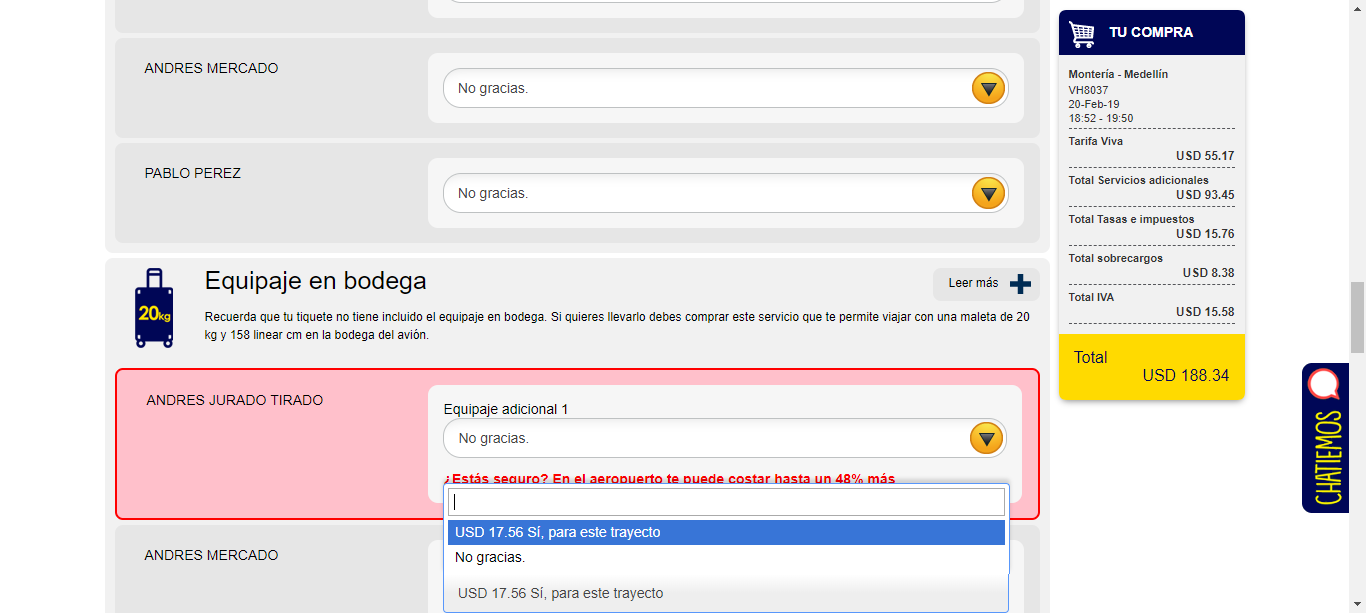 ANDRES MERCADO
No gracias.
PABLO PEREZ
No gracias.
20kg
Equipaje en bodega
Leer más
Recuerda que tu tiquete no tiene incluido el equipaje en bodega. Si quieres llevarlo debes comprar este servicio que te permite viajar con una maleta de 20
kg y 158 linear cm en la bodega del avión.
ANDRES JURADO TIRADO
Equipaje adicional 1
No gracias.
¿Estás seguro? En el aeropuerto te puede costar hasta un 48% más
USD 17.56 Sí, para este trayecto
No gracias.
ANDRES MERCADO
USD 17.56 Sí, para este trayecto
TU COMPRA
Montería - Medellín
VH8037
20-Feb-19
18:52 - 19:50
Tarifa Viva
USD 55.17
Total Servicios adicionales
USD 93.45
Total Tasas e impuestos
USD 15.76
Total sobrecargos
USD 8.38
Total IVA
USD 15.58
Total
USD 188.34
CHATIEMOS